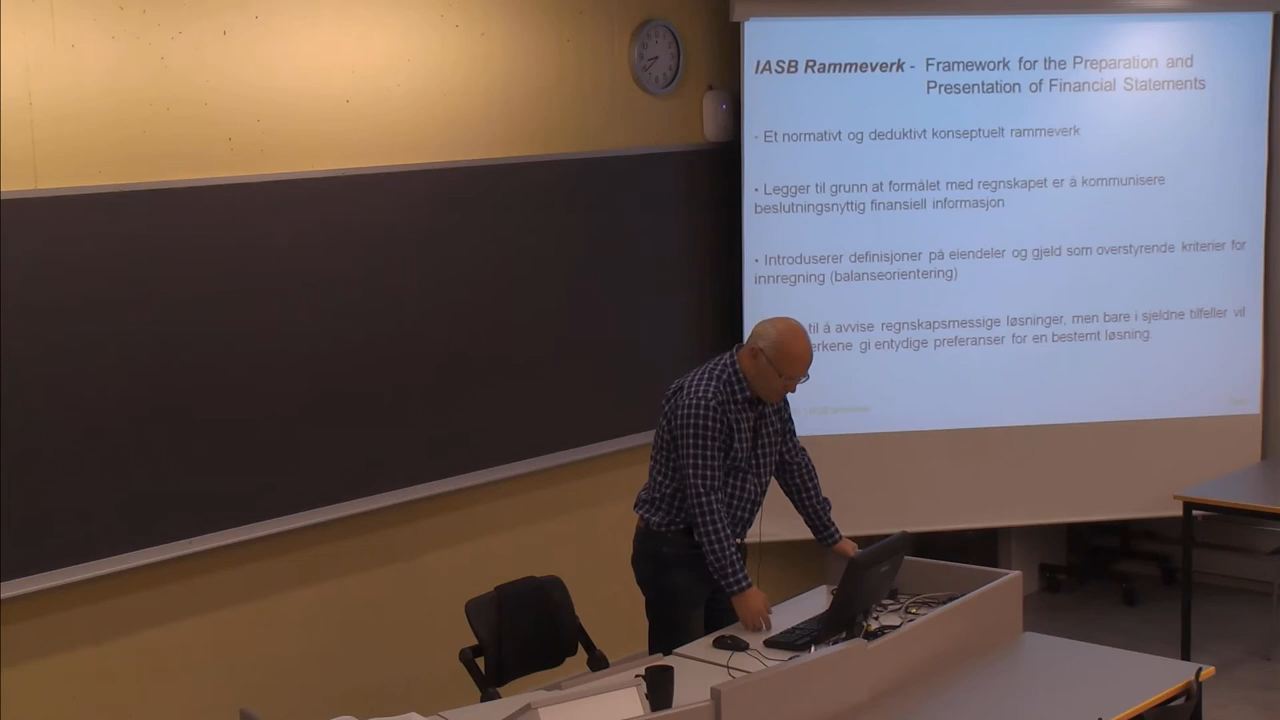 IASB Rammeverk - Framework for the Preparation and
Presentation of Financial Statements
- Et normativt og deduktivt konseptuelt rammeverk
• Legger til grunn at formålet med regnskapet er å kommunisere
beslutningsnyttig finansiell informasjon
• Introduserer definisjoner på eiendeler og gjeld som overstyrende kriterier for
innregning (balanseorientering)
til å avvise regnskapsmessige løsninger, men bare i sjeldne tilfeller vil
gi entydige preferanser for en bestemt løsning.